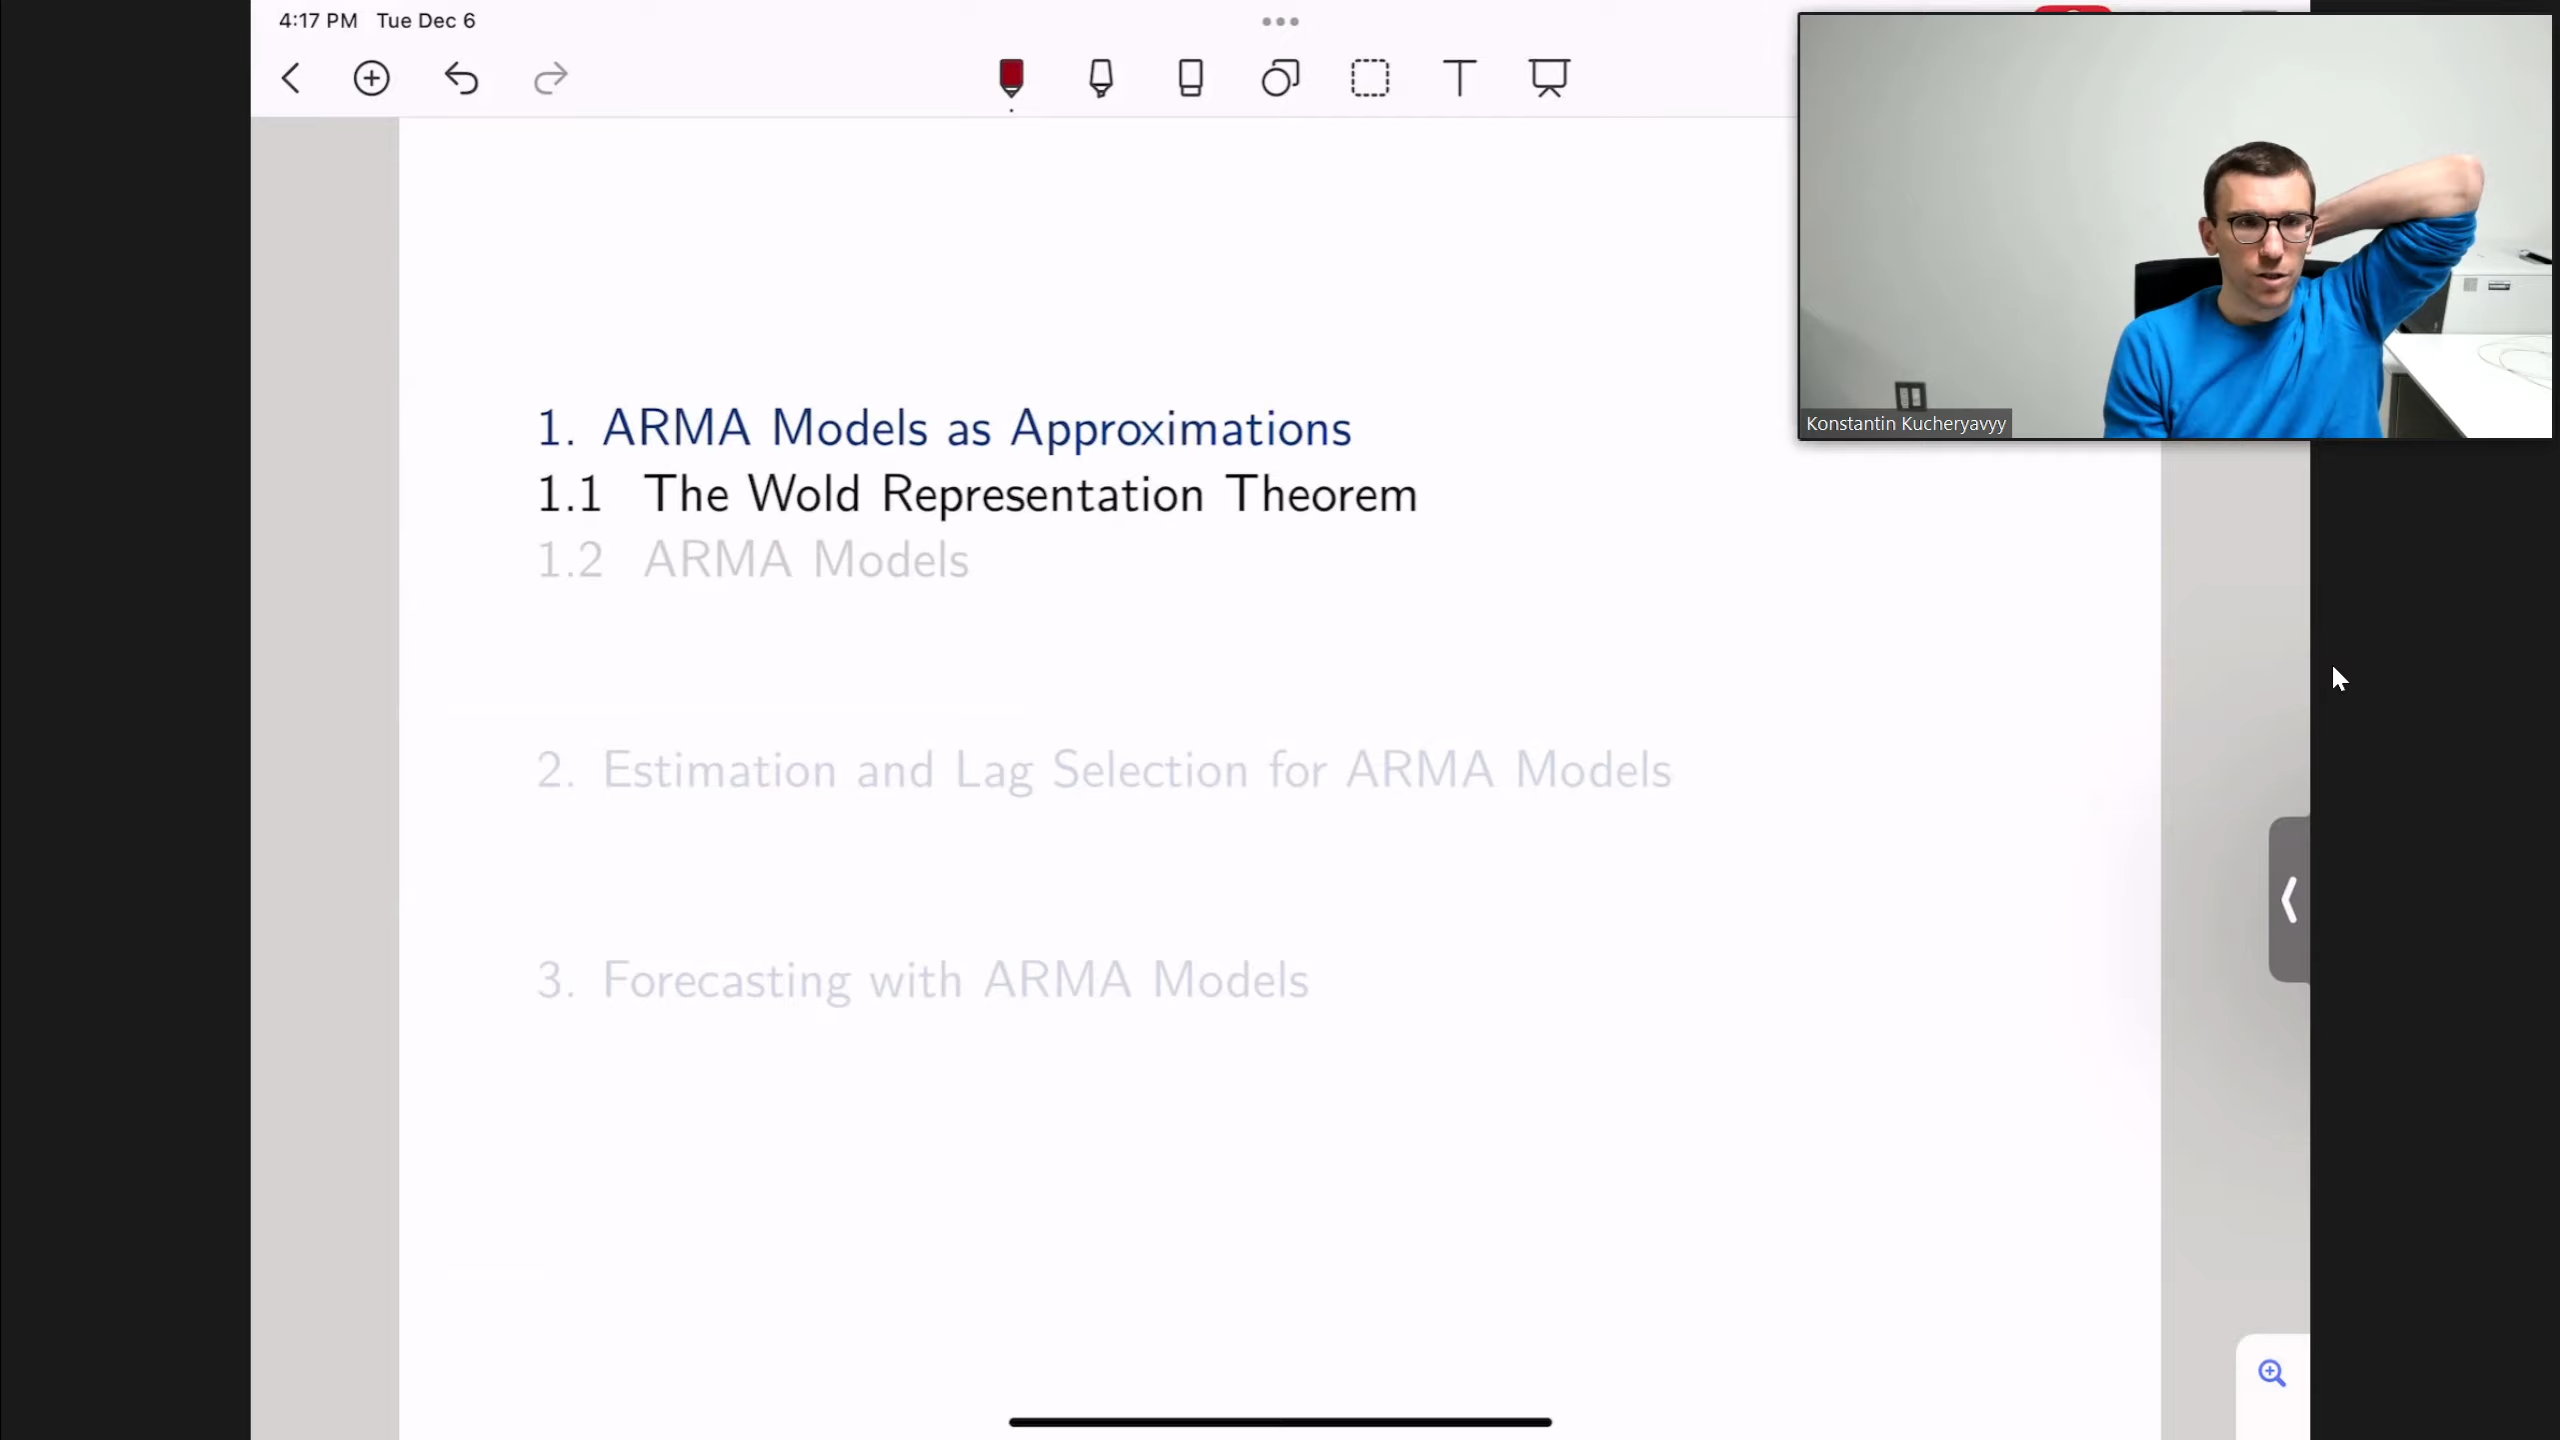 4:17 PM Tue Dec 6
Konstantin Kucheryavyy
1. ARMA Models as Approximations
1.1 The Wold Representation Theorem
1.2 ARMA Models
2. Estimation and Lag Selection for ARMA Models
3. Forecasting with ARMA Models